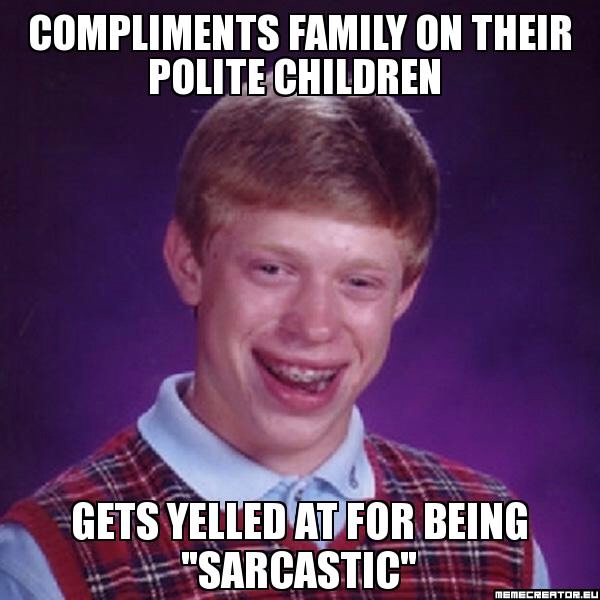 COMPLIMENTS FAMILY ON THEIR
POLITE CHILDREN
GETS YELLED AT FOR BEING
"SARCASTIC"
MEMECREATOR.EU